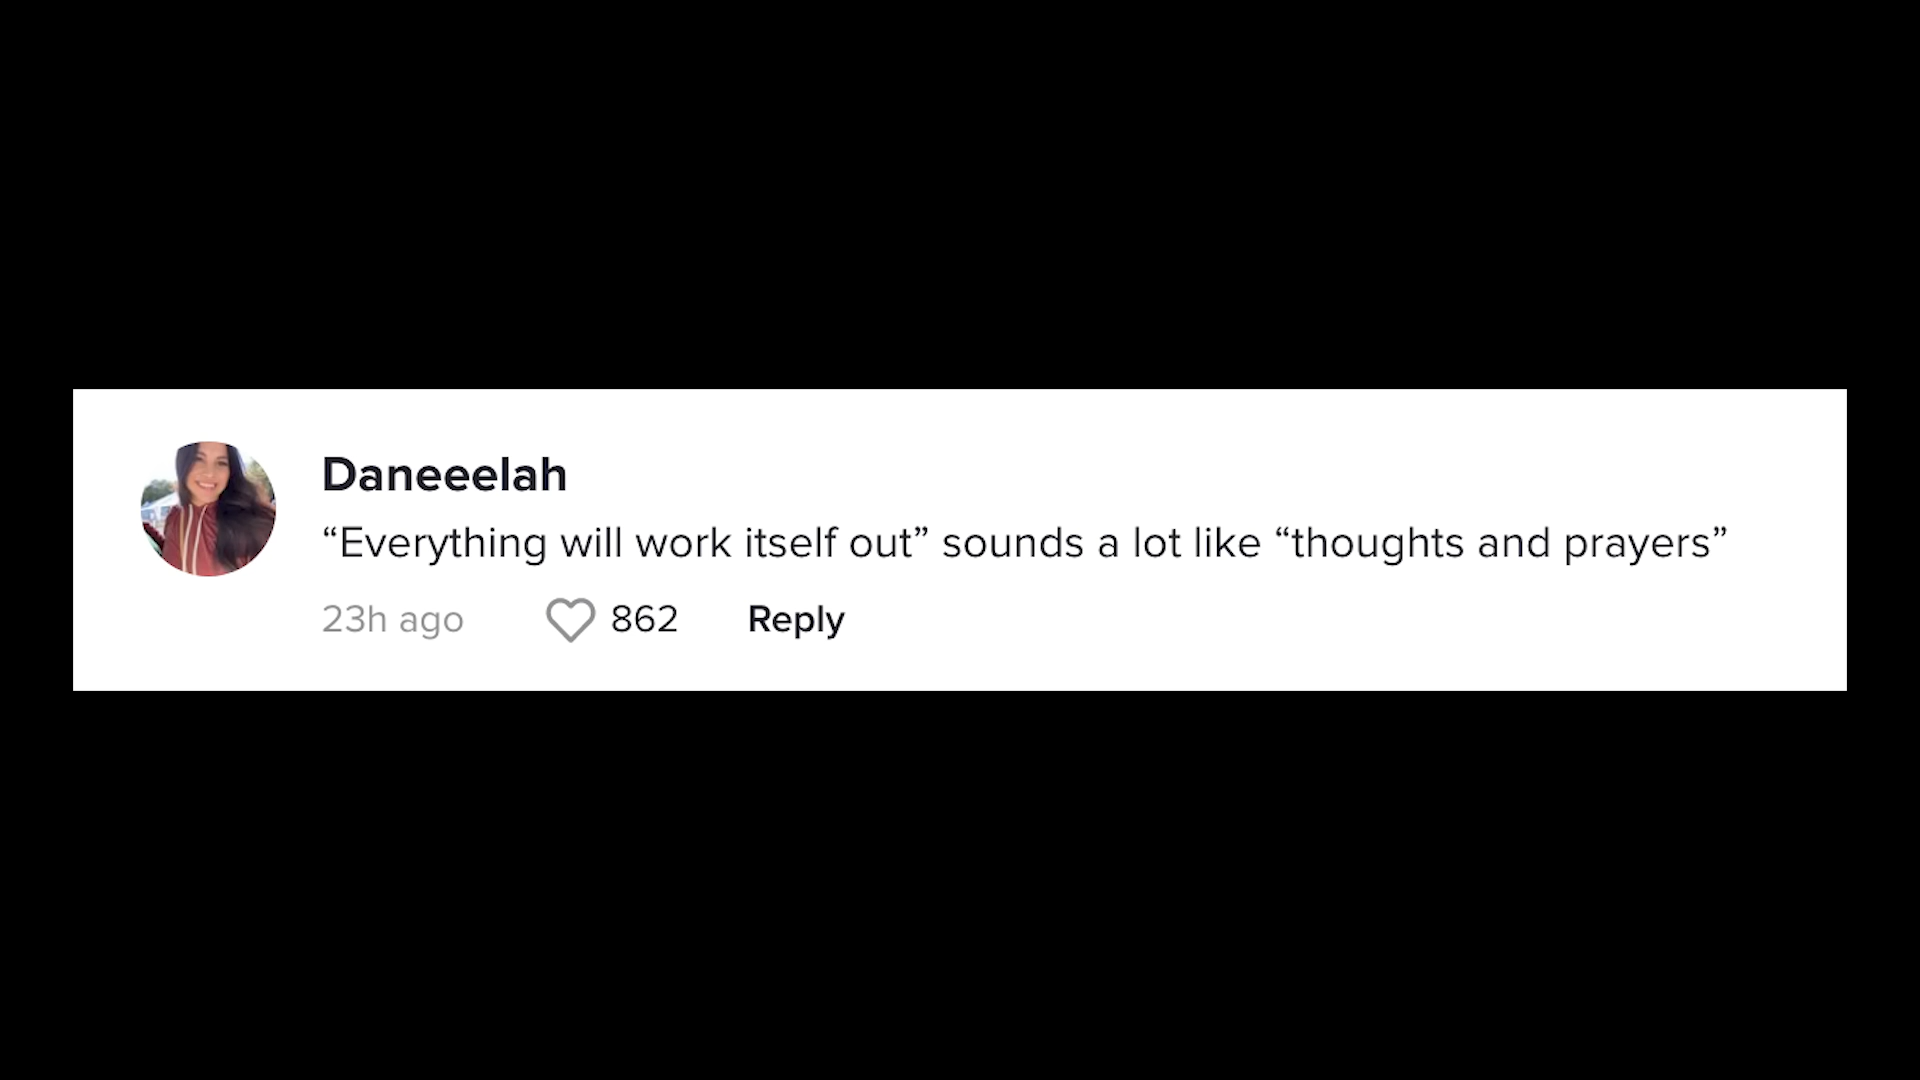 Daneeelah
“Everything will work itself out” sounds a lot like “thoughts and prayers”
23h ago 862 Reply